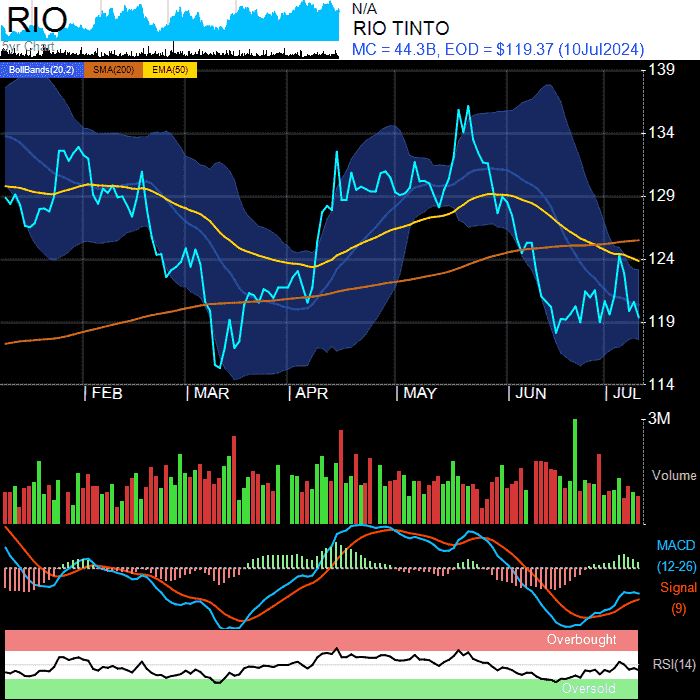 RIO
5yr Chart
N/A
RIO TINTO
MC = 44.3B, EOD = $119.37 (10Jul2024)
BollBands(20,2) SMA(200) EMA(50)
139
134
129
124
119
114
FEB MAR APR MAY JUN JUL
3M
Volume
MACD
(12-26)
Signal
(9)
Overbought
RSI(14)
Oversold